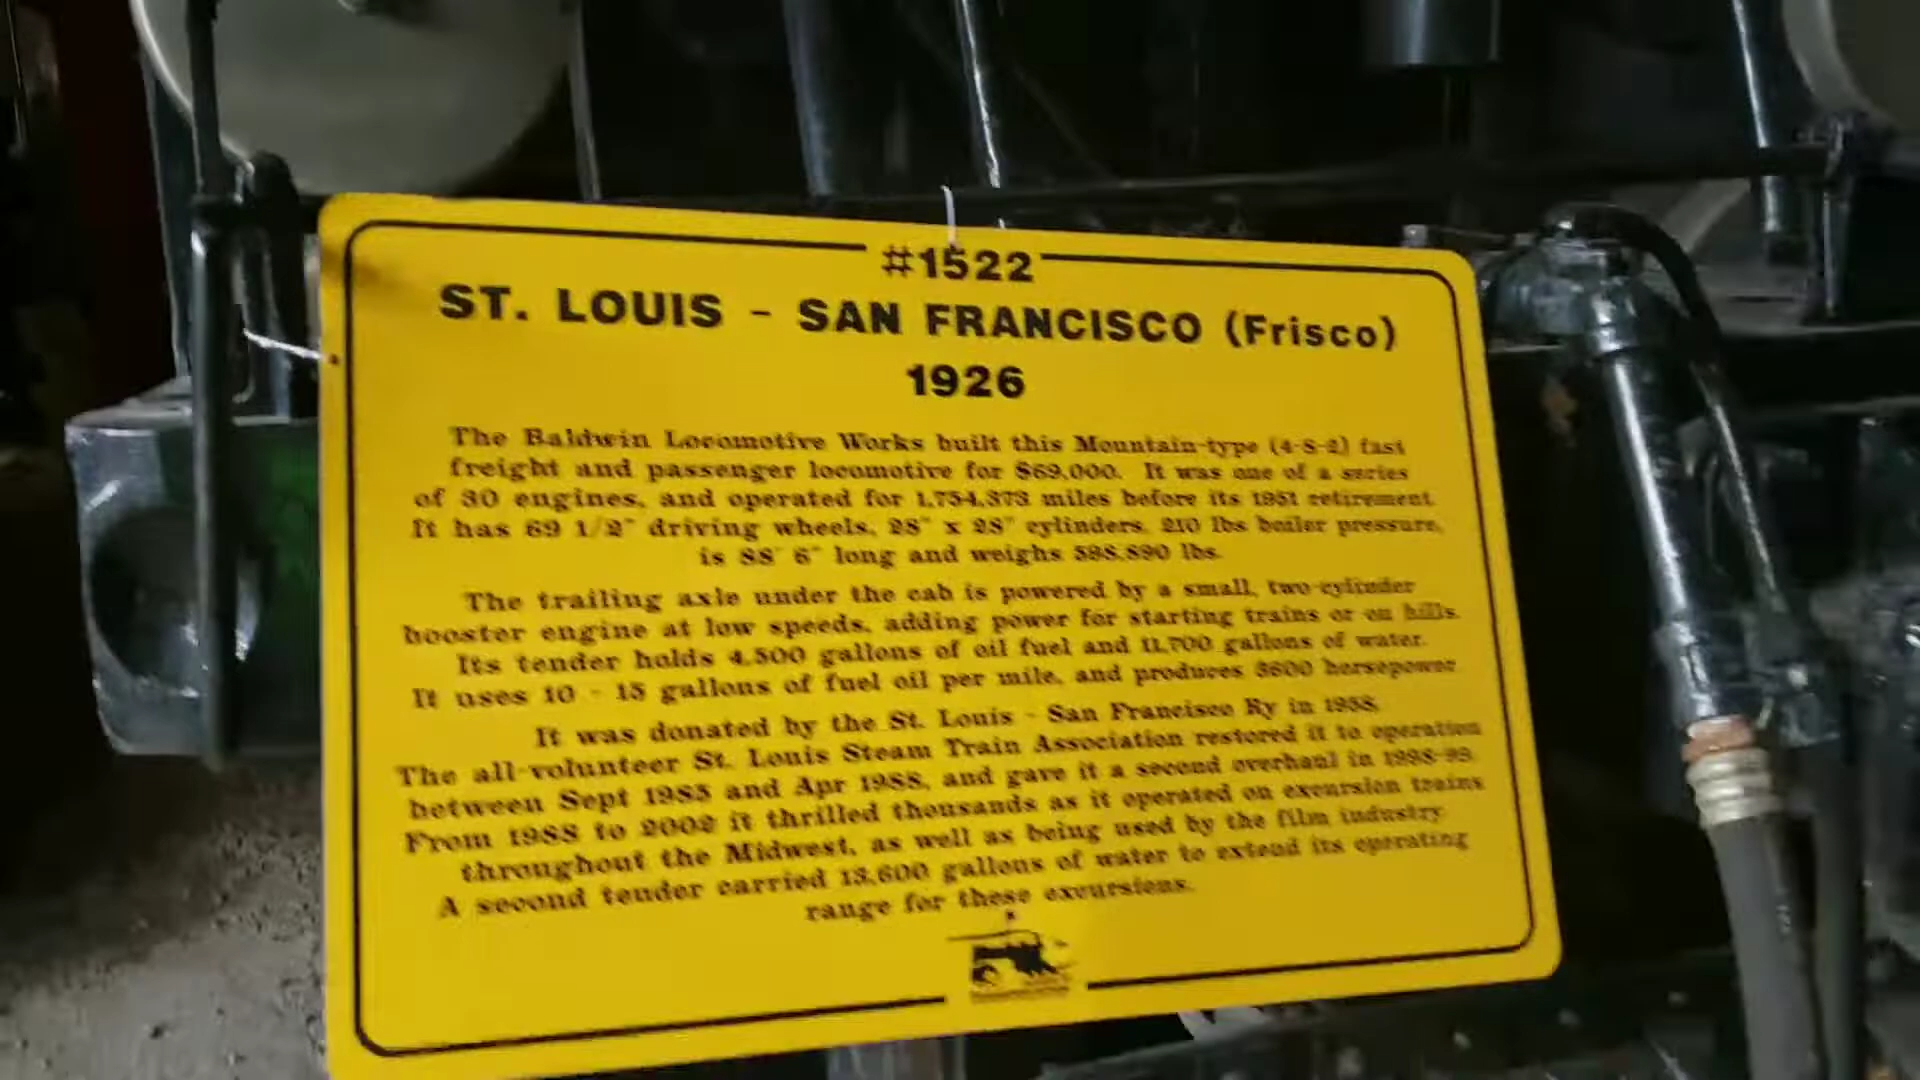 #1522
ST. LOUIS - SAN FRANCISCO (Frisco)
1926
The Baldwin Locomotive Works built this Mountain-type (4-8-2) fast
freight and passenger locomotive for $69,000. It was one of a series
of 30 engines, and operated for 1,754,373 miles before its 1951 retirement.
It has 69 1/2" driving wheels, 28" x 28" cylinders, 210 lbs boiler pressure,
is 88' 6" long and weighs 598,890 lbs.
The trailing axle under the cab is powered by a small, two-cylinder
booster engine at low speeds, adding power for starting trains or on hills.
Its tender holds 4,500 gallons of oil fuel and 11,700 gallons of water.
It uses 10 - 15 gallons of fuel oil per mile, and produces 3600 horsepower.
It was donated by the St. Louis - San Francisco Ry in 1958.
The all-volunteer St. Louis Steam Train Association restored it to operation
between Sept 1985 and Apr 1988, and gave it a second overhaul in 1998-99.
From 1988 to 2002 it thrilled thousands as it operated on excursion trains
throughout the Midwest, as well as being used by the film industry.
A second tender carried 13,600 gallons of water to extend its operating
range for these excursions.